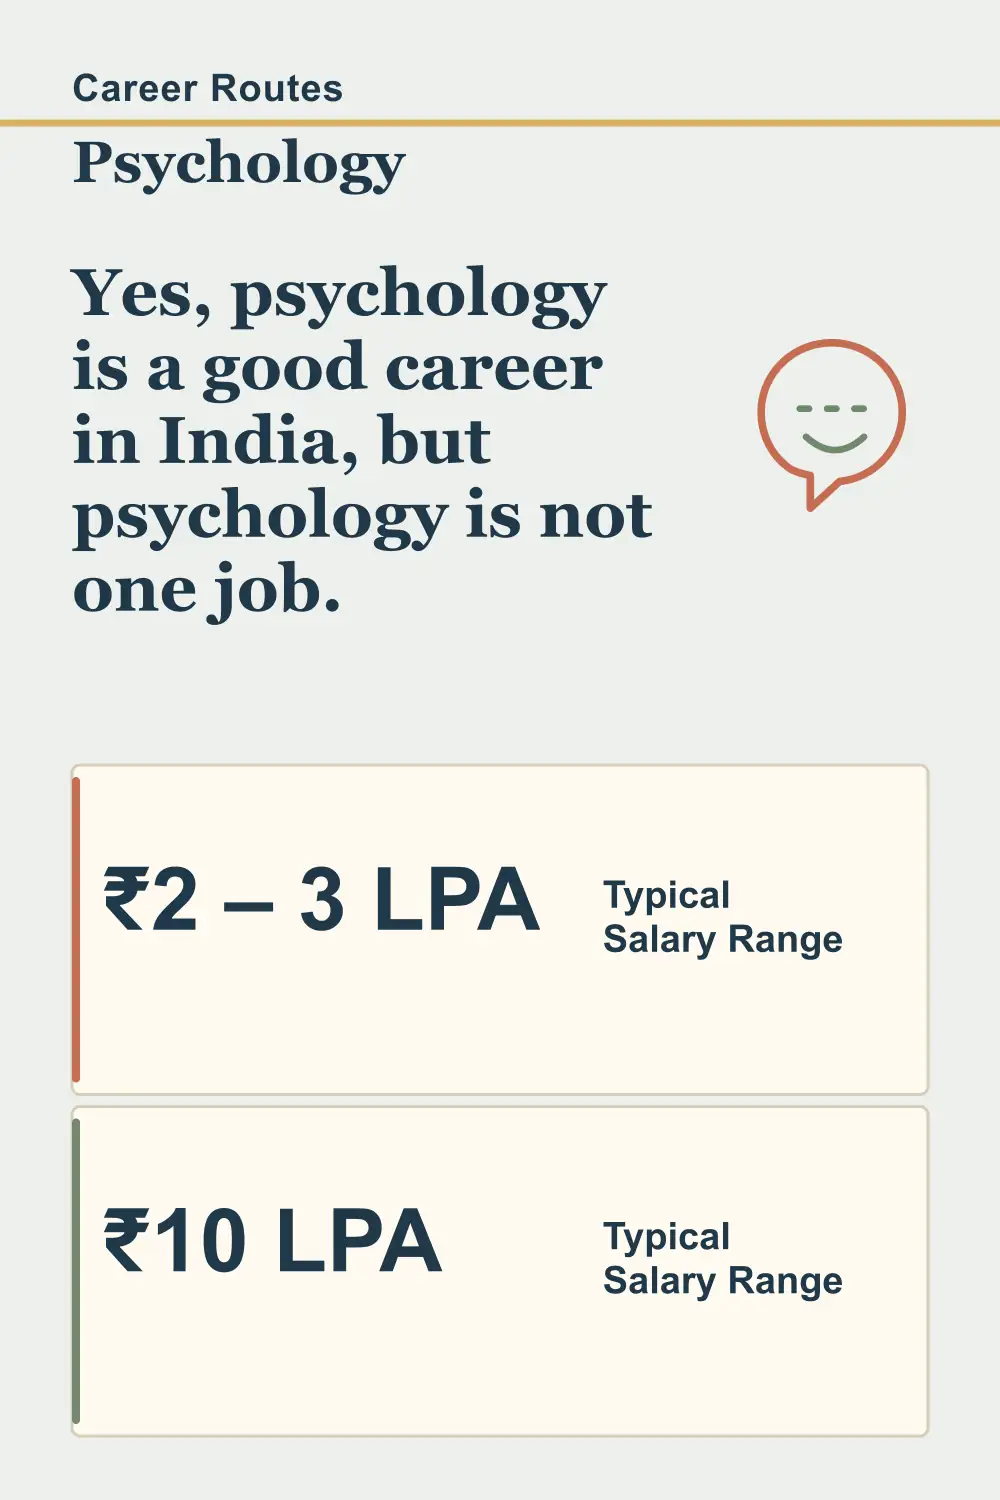 Career Routes
Psychology
Yes, psychology
is a good career
in India, but
psychology is not
one job.
₹2 – 3 LPA
Typical
Salary Range
₹10 LPA
Typical
Salary Range